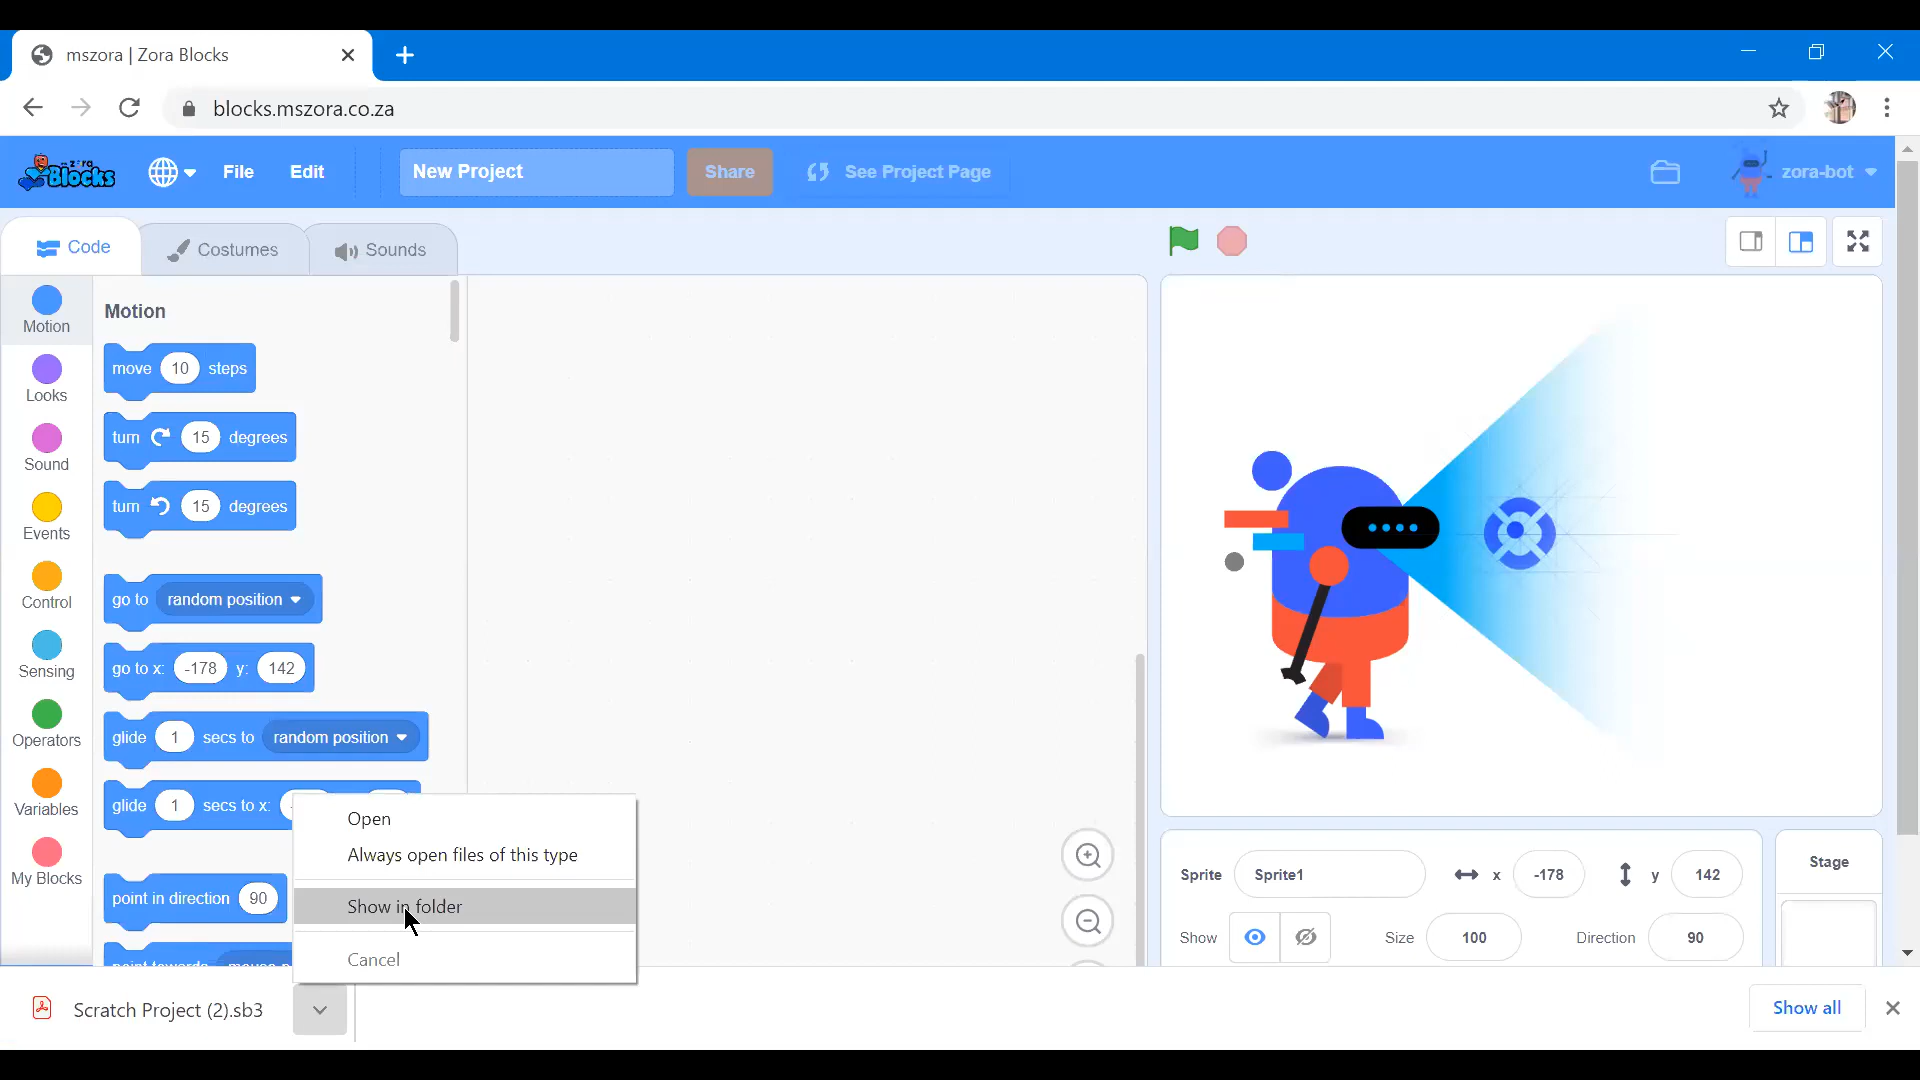 mszora | Zora Blocks
blocks.mszora.co.za
zora
Blocks
File
Edit
New Project
Share
See Project Page
zora-bot
Code
Costumes
Sounds
Motion
Looks
Sound
Events
Control
Sensing
Operators
Variables
My Blocks
Motion
move 10 steps
turn 15 degrees
turn 15 degrees
go to random position
go to x: -178 y: 142
glide 1 secs to random position
glide 1 secs to x:
point in direction 90
Open
Always open files of this type
Show in folder
Cancel
Sprite Sprite1 x -178 y 142
Show Size 100 Direction 90
Stage
Scratch Project (2).sb3
Show all